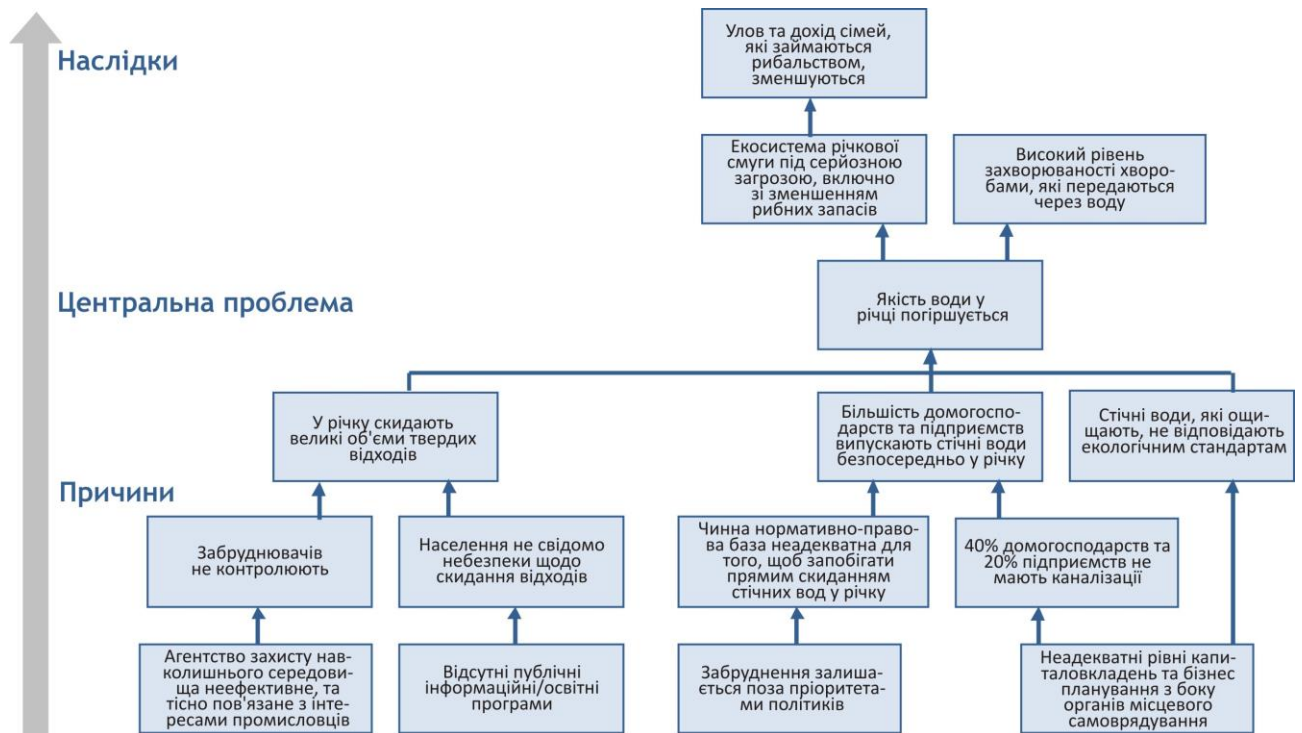 Наслідки
Улов та дохід сімей,
які займаються
рибальством,
зменшуються
Екосистема річкової
смуги під серйозною
загрозою, включно
зі зменшенням
рибних запасів
Високий рівень
захворюваності хворо-
бами, які передаються
через воду
Центральна проблема
Якість води у
річці погіршується
У річку скидають
великі об'єми твердих
відходів
Більшість домогоспо-
дарств та підприємств
випускають стічні води
безпосередньо у річку
Стічні води, які ощи-
щають, не відповідають
екологічним стандартам
Причини
Забруднювачів
не контролюють
Населення не свідомо
небезпеки щодо
скидання відходів
Чинна нормативно-право-
ва база неадекватна для
того, щоб запобігати
прямим скиданням
стічних вод у річку
40% домогосподарств та
20% підприємств не
мають каналізації
Агентство захисту нав-
колишнього середови-
ща неефективне, та
тісно пов'язане з інте-
ресами промисловців
Відсутні публічні
інформаційні/освітні
програми
Забруднення залиша-
ється поза пріоритета-
ми політиків
Неадекватні рівні капи-
таловкладень та бізнес
планування з боку
органів місцевого
самоврядування